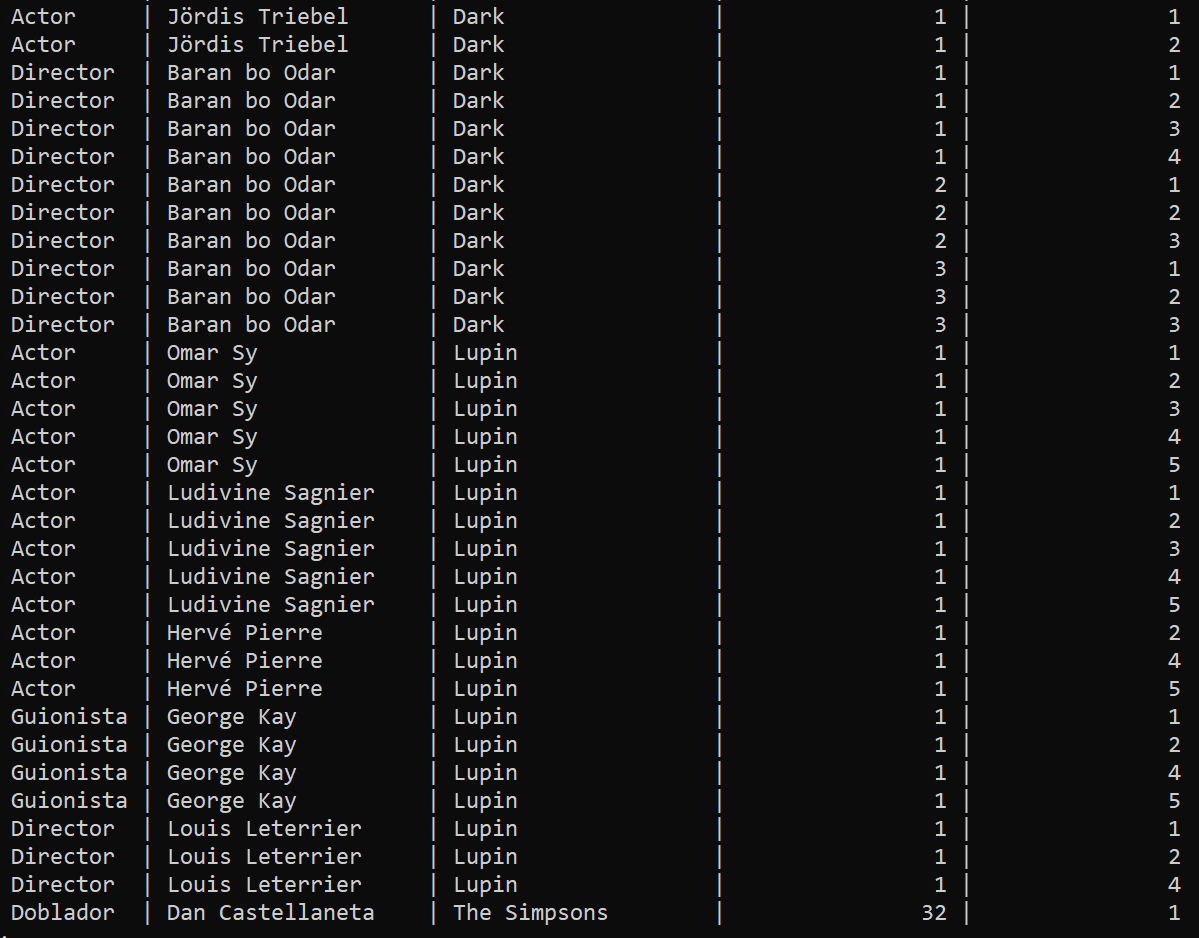 Actor | Jördis Triebel | Dark | 1 | 1
Actor | Jördis Triebel | Dark | 1 | 2
Director | Baran bo Odar | Dark | 1 | 1
Director | Baran bo Odar | Dark | 1 | 2
Director | Baran bo Odar | Dark | 1 | 3
Director | Baran bo Odar | Dark | 1 | 4
Director | Baran bo Odar | Dark | 2 | 1
Director | Baran bo Odar | Dark | 2 | 2
Director | Baran bo Odar | Dark | 2 | 3
Director | Baran bo Odar | Dark | 3 | 1
Director | Baran bo Odar | Dark | 3 | 2
Director | Baran bo Odar | Dark | 3 | 3
Actor | Omar Sy | Lupin | 1 | 1
Actor | Omar Sy | Lupin | 1 | 2
Actor | Omar Sy | Lupin | 1 | 3
Actor | Omar Sy | Lupin | 1 | 4
Actor | Omar Sy | Lupin | 1 | 5
Actor | Ludivine Sagnier | Lupin | 1 | 1
Actor | Ludivine Sagnier | Lupin | 1 | 2
Actor | Ludivine Sagnier | Lupin | 1 | 3
Actor | Ludivine Sagnier | Lupin | 1 | 4
Actor | Ludivine Sagnier | Lupin | 1 | 5
Actor | Hervé Pierre | Lupin | 1 | 2
Actor | Hervé Pierre | Lupin | 1 | 4
Actor | Hervé Pierre | Lupin | 1 | 5
Guionista | George Kay | Lupin | 1 | 1
Guionista | George Kay | Lupin | 1 | 2
Guionista | George Kay | Lupin | 1 | 4
Guionista | George Kay | Lupin | 1 | 5
Director | Louis Leterrier | Lupin | 1 | 1
Director | Louis Leterrier | Lupin | 1 | 2
Director | Louis Leterrier | Lupin | 1 | 4
Doblador | Dan Castellaneta | The Simpsons | 32 | 1